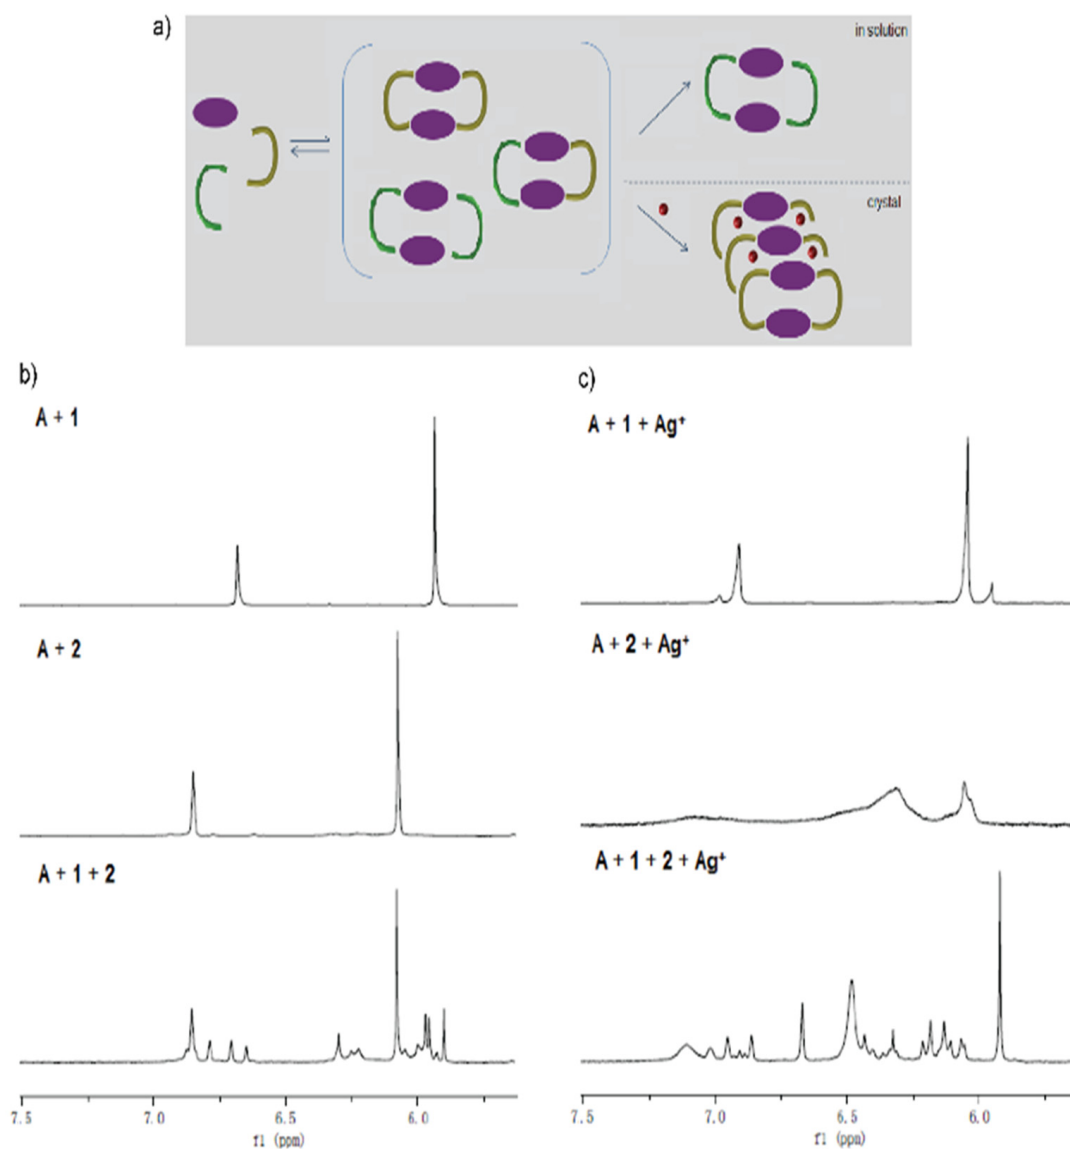 a)
in solution
crystal
b)
A + 1
A + 2
A + 1 + 2
7.5 7.0 6.5 6.0
f1 (ppm)
c)
A + 1 + Ag⁺
A + 2 + Ag⁺
A + 1 + 2 + Ag⁺
7.5 7.0 6.5 6.0
f1 (ppm)